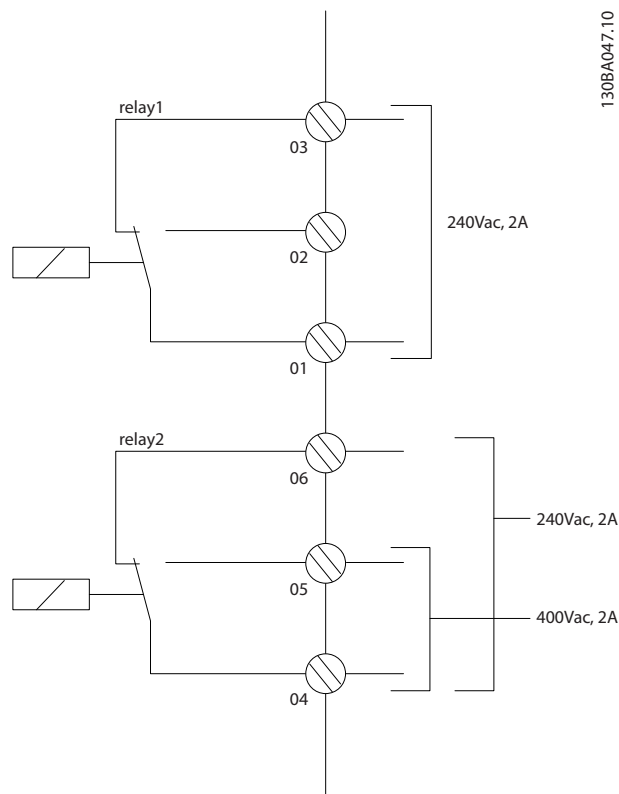 130BA047.10
relay1
03
240Vac, 2A
02
01
relay2
06
240Vac, 2A
05
400Vac, 2A
04